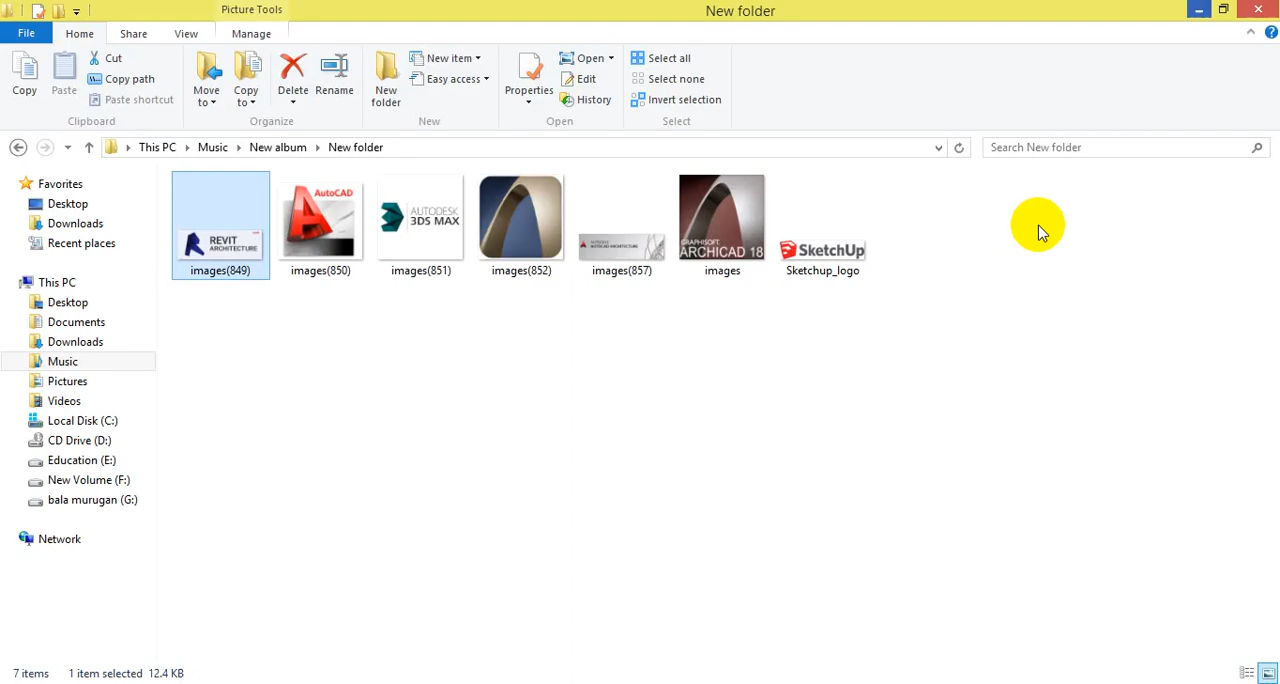 Picture Tools
New folder
File
Home
Share
View
Manage
Copy
Paste
Cut
Copy path
Paste shortcut
Clipboard
Move to
Copy to
Delete
Rename
Organize
New folder
New item
Easy access
New
Properties
Open
Edit
History
Open
Select all
Select none
Invert selection
Select
This PC
Music
New album
New folder
Search New folder
Favorites
Desktop
Downloads
Recent places
This PC
Desktop
Documents
Downloads
Music
Pictures
Videos
Local Disk (C:)
CD Drive (D:)
Education (E:)
New Volume (F:)
bala murugan (G:)
Network
REVIT
ARCHITECTURE
images(849)
AutoCAD
images(850)
AUTODESK
3DS MAX
images(851)
images(852)
images(857)
GRAPHISOFT
ARCHICAD 18
images
SketchUp
Sketchup_logo
7 items
1 item selected 12.4 KB